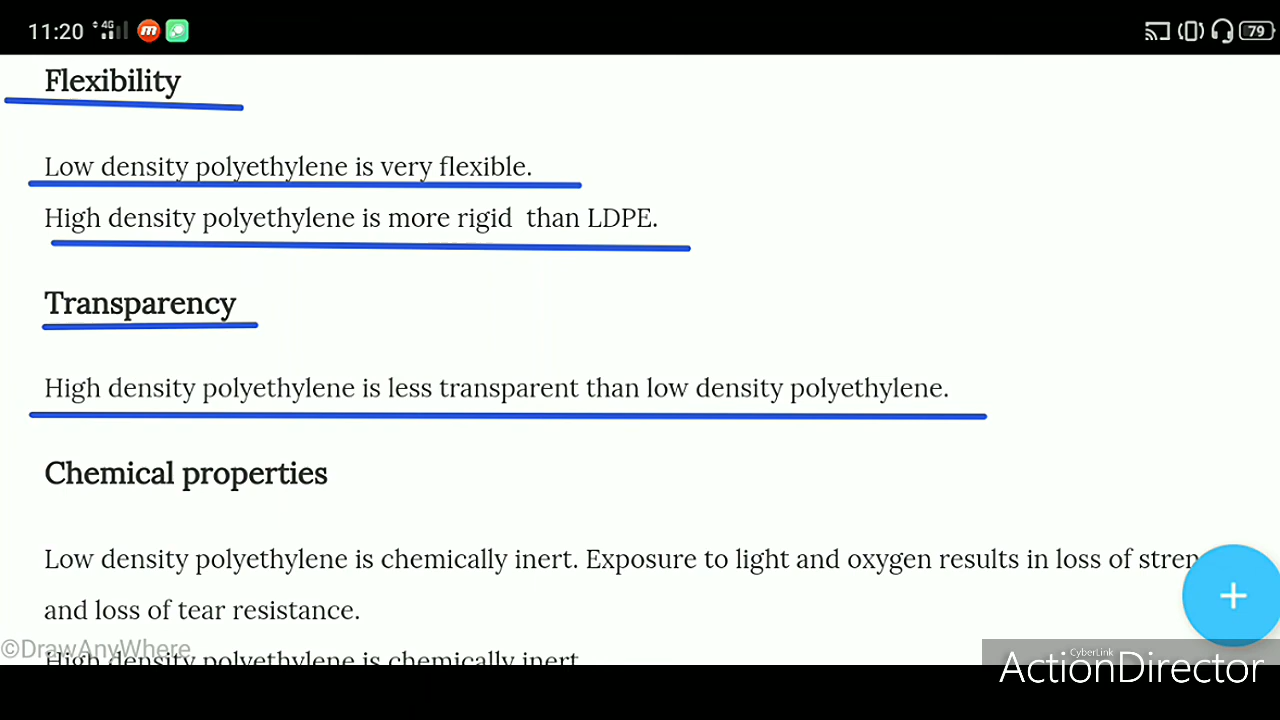 11:20 4G 79
Flexibility
Low density polyethylene is very flexible.
High density polyethylene is more rigid than LDPE.
Transparency
High density polyethylene is less transparent than low density polyethylene.
Chemical properties
Low density polyethylene is chemically inert. Exposure to light and oxygen results in loss of stren
and loss of tear resistance.
©DrawAnyWhere
High density polyethylene is chemically inert
CyberLink
ActionDirector